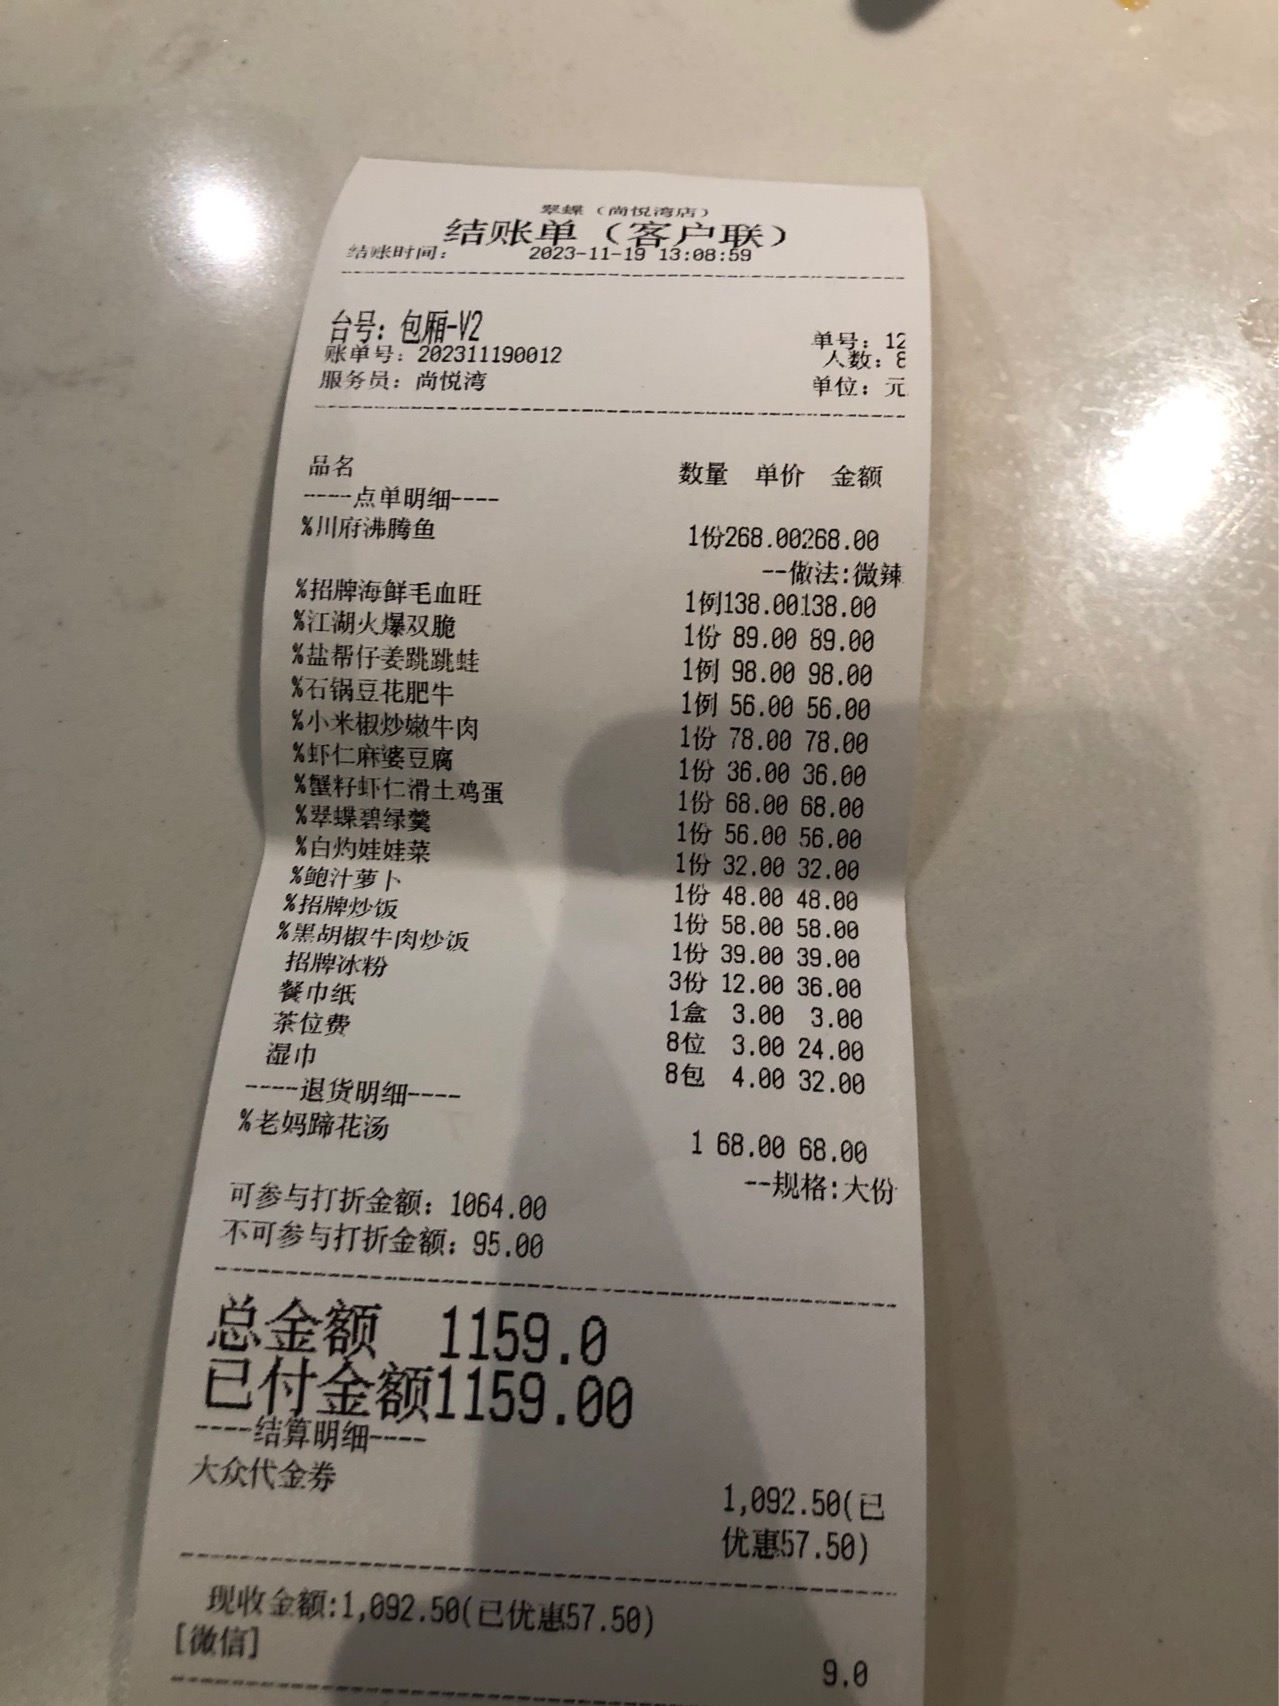 翠蝶（尚悦湾店）
结账单（客户联）
结账时间： 2023-11-19 13:08:59
台号：包厢-V2
单号：12
账单号：202311190012
人数：8
服务员：尚悦湾
单位：元
品名 数量 单价 金额
----点单明细----
%川府沸腾鱼 1份268.00268.00
--做法:微辣
%招牌海鲜毛血旺 1例138.00138.00
%江湖火爆双脆 1份 89.00 89.00
%盐帮仔姜跳跳蛙 1例 98.00 98.00
%石锅豆花肥牛 1例 56.00 56.00
%小米椒炒嫩牛肉 1份 78.00 78.00
%虾仁麻婆豆腐 1份 36.00 36.00
%蟹籽虾仁滑土鸡蛋 1份 68.00 68.00
%翠蝶碧绿羹 1份 56.00 56.00
%白灼娃娃菜 1份 32.00 32.00
%鲍汁萝卜 1份 48.00 48.00
%招牌炒饭 1份 58.00 58.00
%黑胡椒牛肉炒饭 1份 39.00 39.00
招牌冰粉 3份 12.00 36.00
餐巾纸 1盒 3.00 3.00
茶位费 8位 3.00 24.00
湿巾 8包 4.00 32.00
----退货明细----
%老妈蹄花汤 1 68.00 68.00
--规格:大份
可参与打折金额：1064.00
不可参与打折金额：95.00
总金额 1159.0
已付金额1159.00
----结算明细----
大众代金券 1,092.50(已
优惠57.50)
现收金额:1,092.50(已优惠57.50)
[微信] 9.0